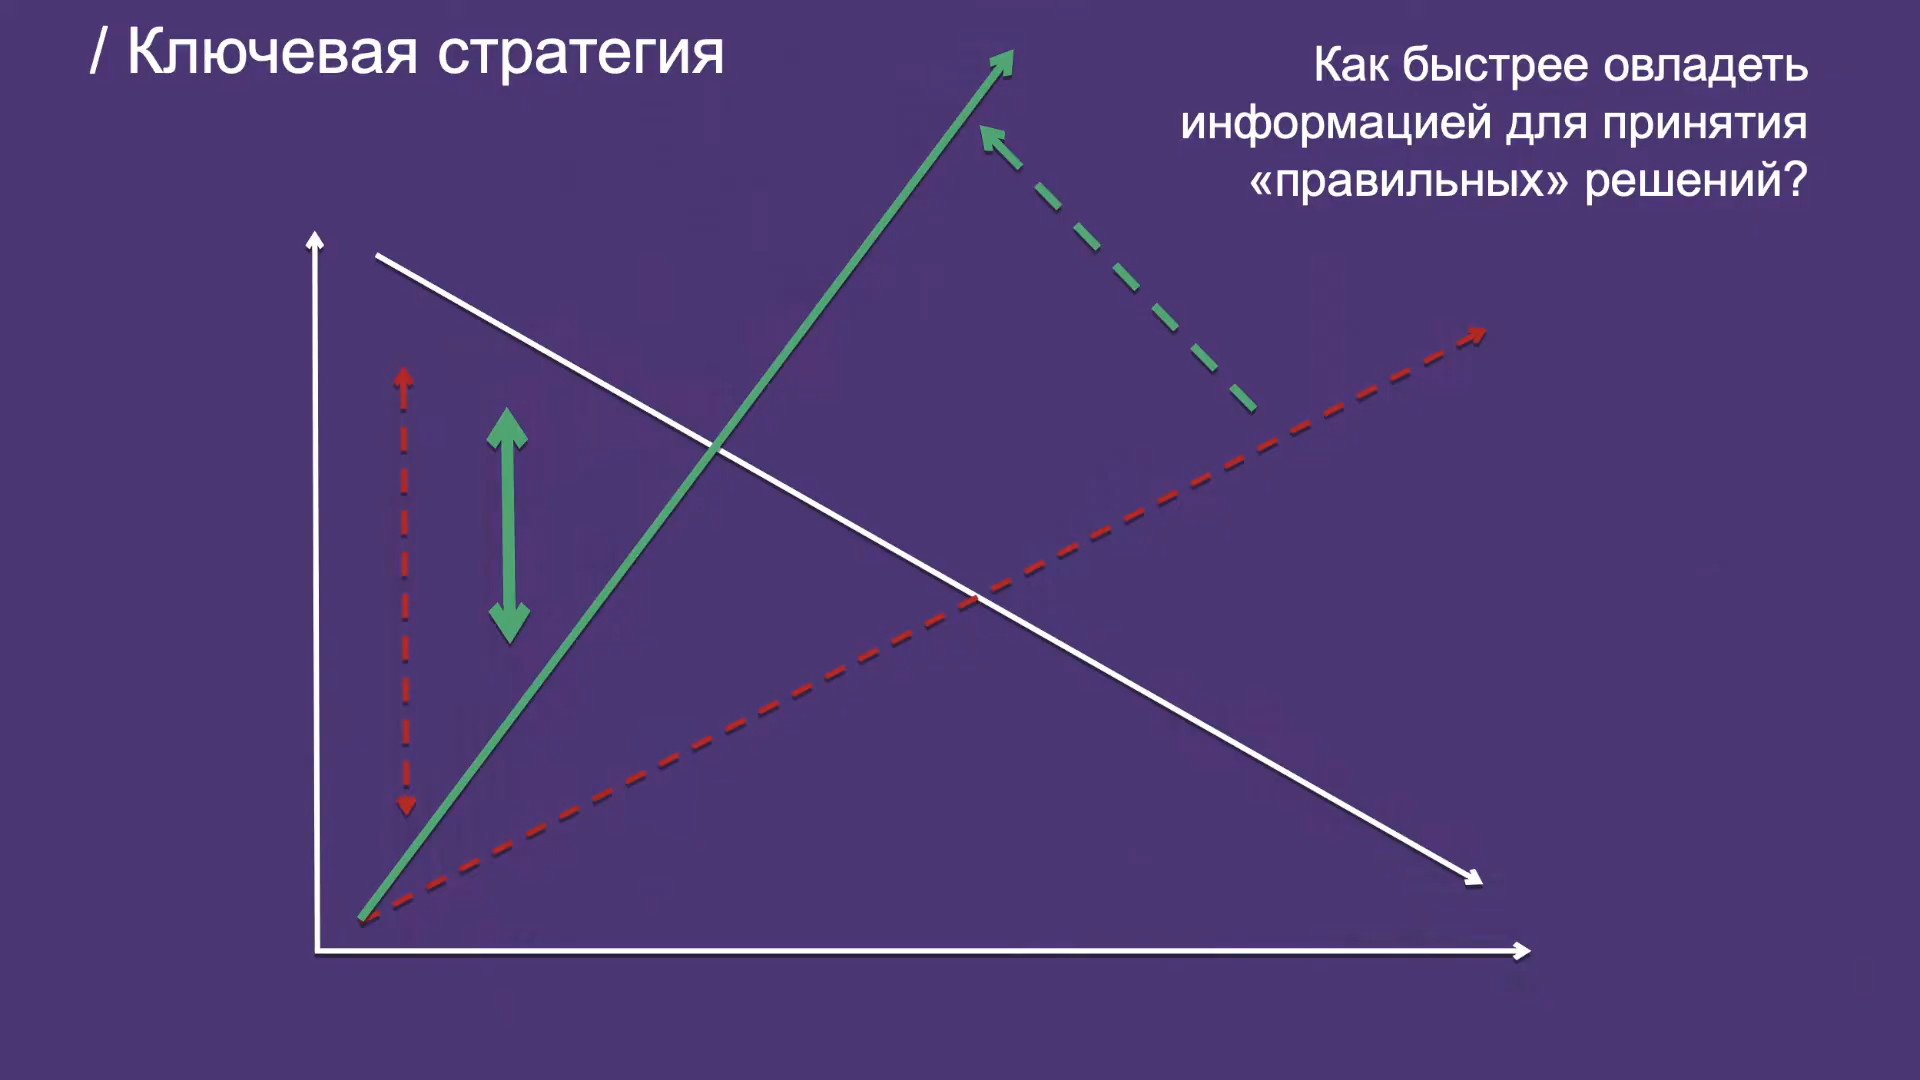 / Ключевая стратегия
Как быстрее овладеть
информацией для принятия
«правильных» решений?